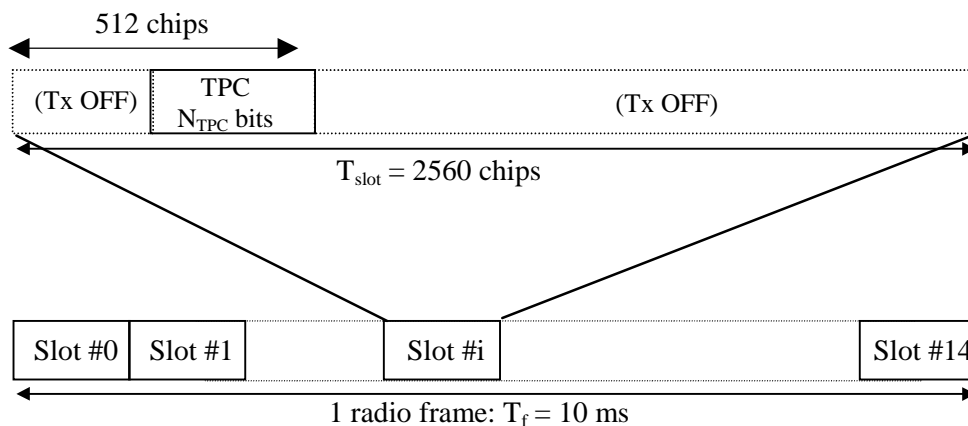 512 chips
(Tx OFF)
TPC
N_TPC bits
(Tx OFF)
T_slot = 2560 chips
Slot #0
Slot #1
Slot #i
Slot #14
1 radio frame: T_f = 10 ms